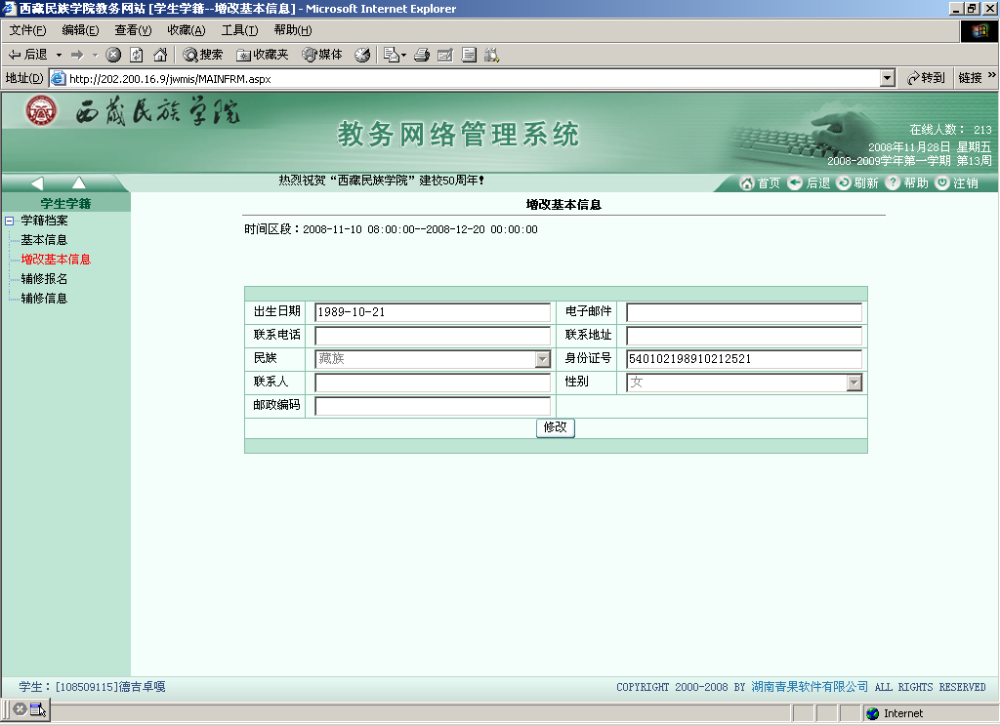 西藏民族学院教务网站 [学生学籍--增改基本信息] - Microsoft Internet Explorer
文件(F) 编辑(E) 查看(V) 收藏(A) 工具(T) 帮助(H)
后退 搜索 收藏夹 媒体
地址(D) http://202.200.16.9/jwmis/MAINFRM.aspx 转到 链接 »
西藏民族学院
教务网络管理系统
在线人数： 213
2008年11月28日 星期五
2008-2009学年第一学期 第13周
热烈祝贺“西藏民族学院”建校50周年！
首页 后退 刷新 帮助 注销
学生学籍
学籍档案
基本信息
增改基本信息
辅修报名
辅修信息
增改基本信息
时间区段：2008-11-10 08:00:00--2008-12-20 00:00:00
出生日期 1989-10-21 电子邮件
联系电话 联系地址
民族 藏族 身份证号 540102198910212521
联系人 性别 女
邮政编码
修改
学生：[108509115]德吉卓嘎
COPYRIGHT 2000-2008 BY 湖南青果软件有限公司 ALL RIGHTS RESERVED
Internet